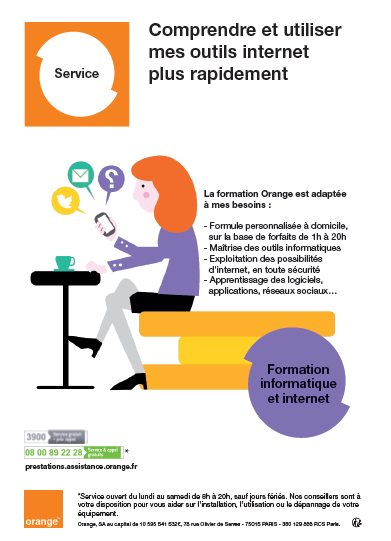 Comprendre et utiliser
mes outils internet
plus rapidement
Service
La formation Orange est adaptée
à mes besoins :
- Formule personnalisée à domicile,
sur la base de forfaits de 1h à 20h
- Maîtrise des outils informatiques
- Exploitation des possibilités
d'internet, en toute sécurité
- Apprentissage des logiciels,
applications, réseaux sociaux...
Formation
informatique
et internet
3900 Service gratuit
+ prix appel
08 00 89 22 28 Service & appel
gratuits
*
prestations.assistance.orange.fr
*Service ouvert du lundi au samedi de 8h à 20h, sauf jours fériés. Nos conseillers sont à
votre disposition pour vous aider sur l'installation, l'utilisation ou le dépannage de votre
équipement.
Orange, SA au capital de 10 595 541 532€, 78 rue Olivier de Serres - 75015 PARIS - 380 129 866 RCS Paris.
orange™